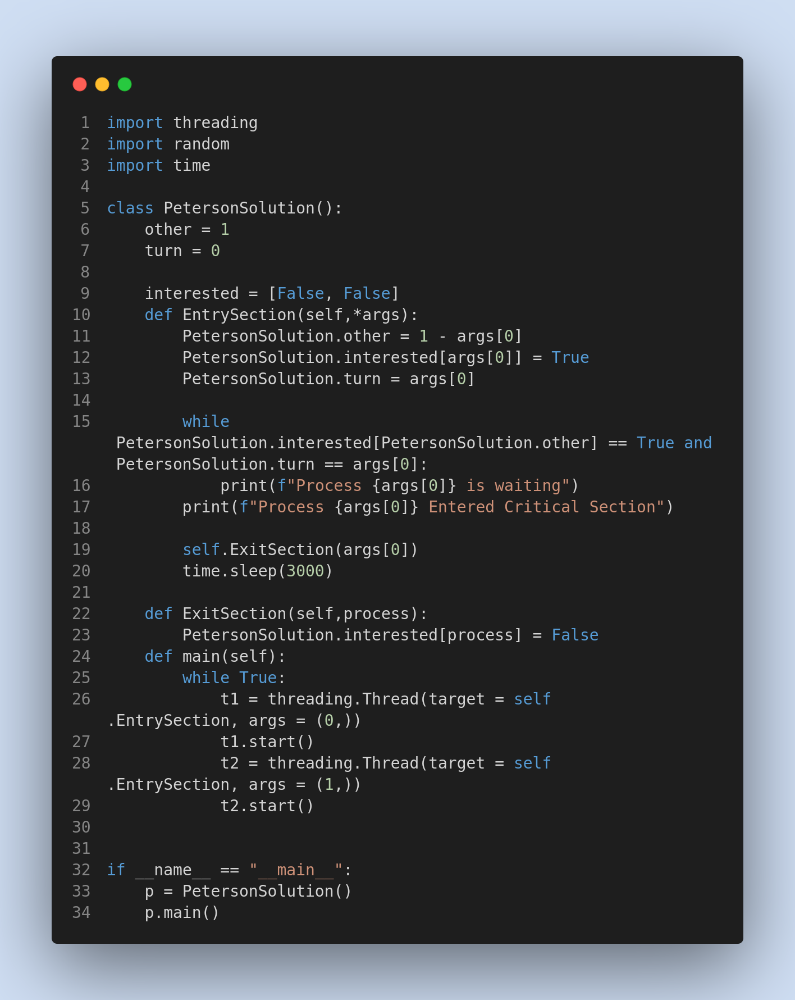 1 import threading
2 import random
3 import time
4
5 class PetersonSolution():
6     other = 1
7     turn = 0
8
9     interested = [False, False]
10     def EntrySection(self,*args):
11         PetersonSolution.other = 1 - args[0]
12         PetersonSolution.interested[args[0]] = True
13         PetersonSolution.turn = args[0]
14
15         while
 PetersonSolution.interested[PetersonSolution.other] == True and
 PetersonSolution.turn == args[0]:
16             print(f"Process {args[0]} is waiting")
17         print(f"Process {args[0]} Entered Critical Section")
18
19         self.ExitSection(args[0])
20         time.sleep(3000)
21
22     def ExitSection(self,process):
23         PetersonSolution.interested[process] = False
24     def main(self):
25         while True:
26             t1 = threading.Thread(target = self
.EntrySection, args = (0,))
27             t1.start()
28             t2 = threading.Thread(target = self
.EntrySection, args = (1,))
29             t2.start()
30
31
32 if __name__ == "__main__":
33     p = PetersonSolution()
34     p.main()